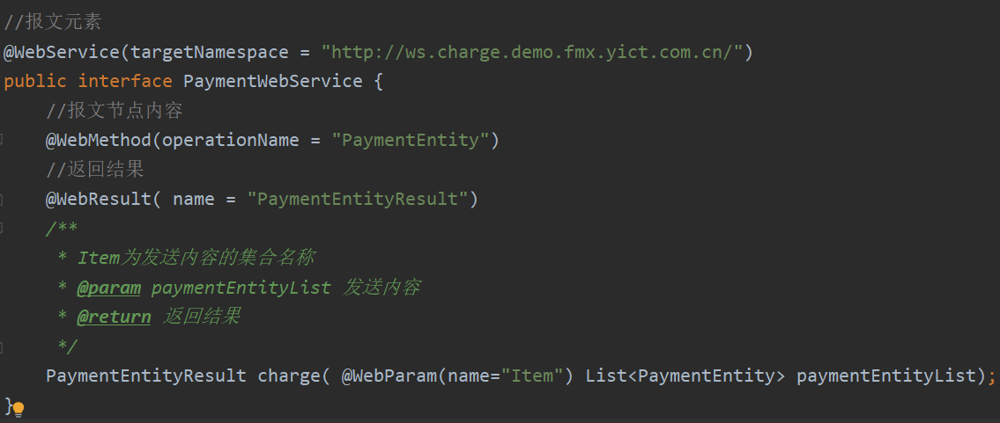 //报文元素
@WebService(targetNamespace = "http://ws.charge.demo.fmx.yict.com.cn/")
public interface PaymentWebService {
    //报文节点内容
    @WebMethod(operationName = "PaymentEntity")
    //返回结果
    @WebResult( name = "PaymentEntityResult")
    /**
     * Item为发送内容的集合名称
     * @param paymentEntityList 发送内容
     * @return 返回结果
     */
    PaymentEntityResult charge( @WebParam(name="Item") List<PaymentEntity> paymentEntityList);
}